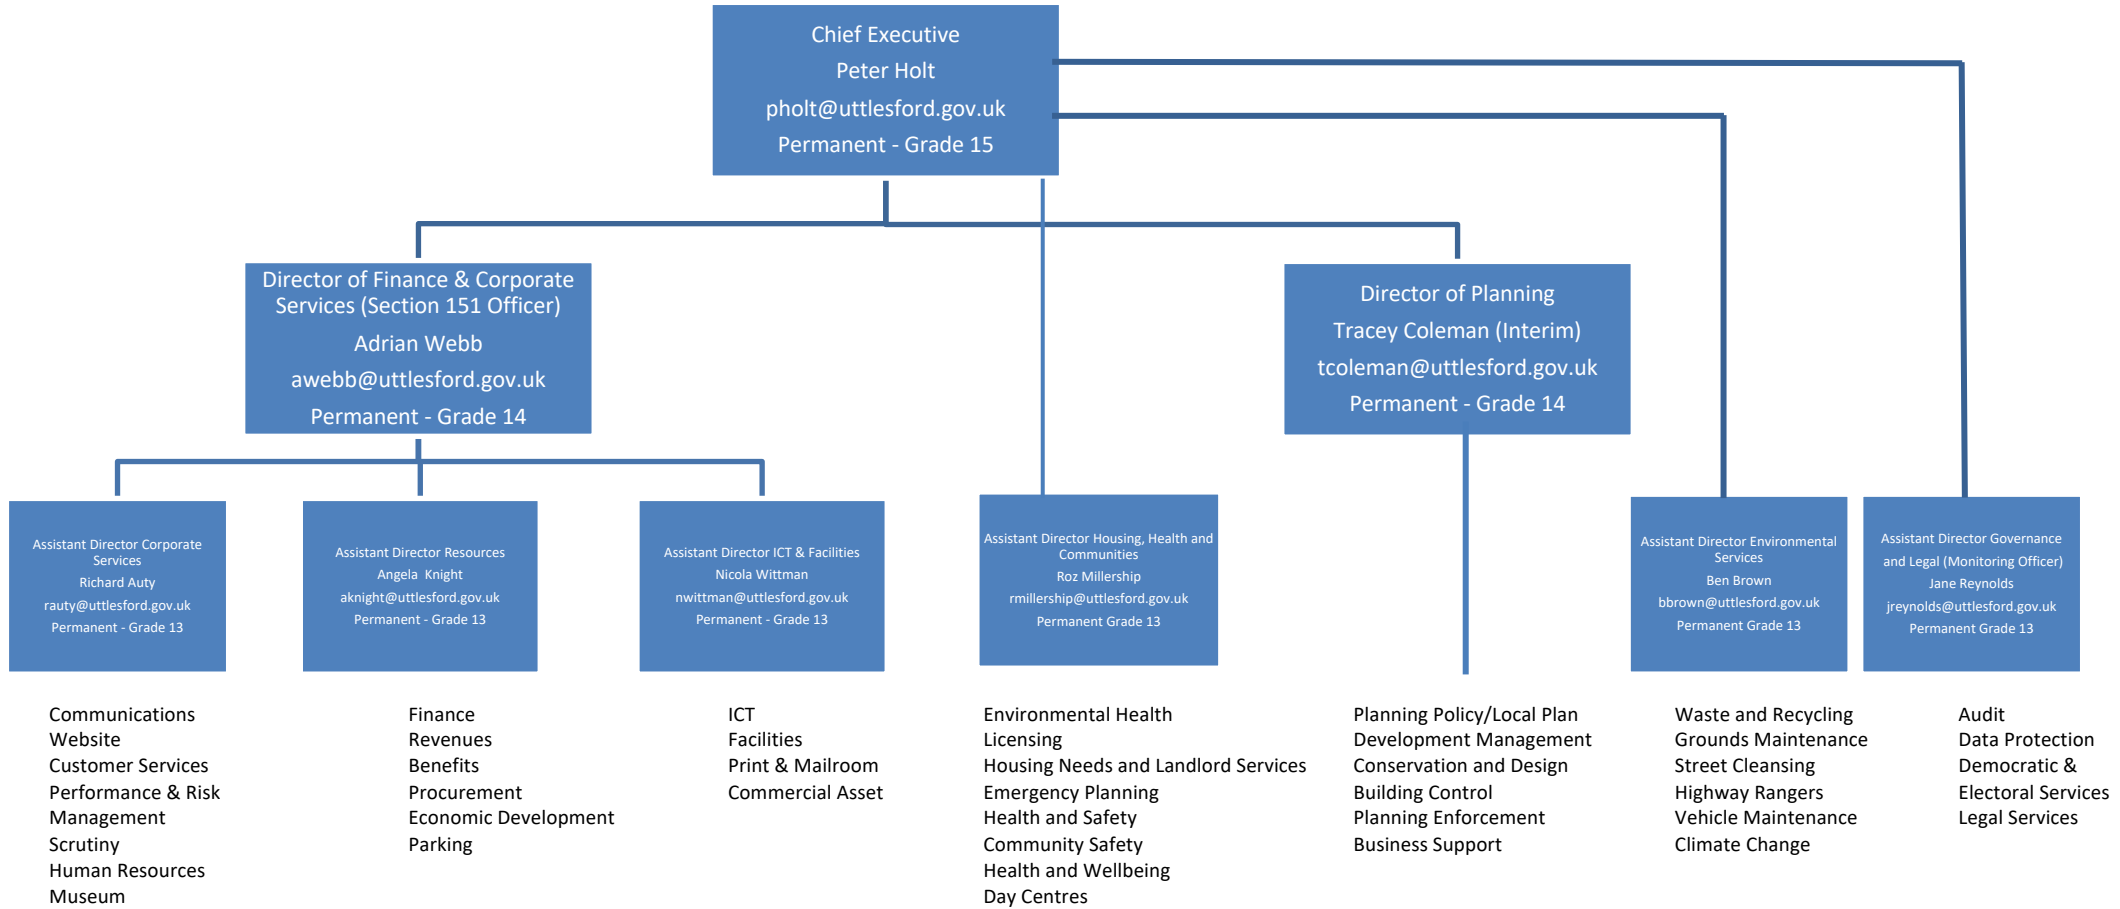 Chief Executive
Peter Holt
pholt@uttlesford.gov.uk
Permanent - Grade 15
Director of Finance & Corporate
Services (Section 151 Officer)
Adrian Webb
awebb@uttlesford.gov.uk
Permanent - Grade 14
Director of Planning
Tracey Coleman (Interim)
tcoleman@uttlesford.gov.uk
Permanent - Grade 14
Assistant Director Corporate
Services
Richard Auty
rauty@uttlesford.gov.uk
Permanent - Grade 13
Assistant Director Resources
Angela  Knight
aknight@uttlesford.gov.uk
Permanent - Grade 13
Assistant Director ICT & Facilities
Nicola Wittman
nwittman@uttlesford.gov.uk
Permanent - Grade 13
Assistant Director Housing, Health and
Communities
Roz Millership
rmillership@uttlesford.gov.uk
Permanent Grade 13
Assistant Director Environmental
Services
Ben Brown
bbrown@uttlesford.gov.uk
Permanent Grade 13
Assistant Director Governance
and Legal (Monitoring Officer)
Jane Reynolds
jreynolds@uttlesford.gov.uk
Permanent Grade 13
Communications
Website
Customer Services
Performance & Risk
Management
Scrutiny
Human Resources
Museum
Finance
Revenues
Benefits
Procurement
Economic Development
Parking
ICT
Facilities
Print & Mailroom
Commercial Asset
Environmental Health
Licensing
Housing Needs and Landlord Services
Emergency Planning
Health and Safety
Community Safety
Health and Wellbeing
Day Centres
Planning Policy/Local Plan
Development Management
Conservation and Design
Building Control
Planning Enforcement
Business Support
Waste and Recycling
Grounds Maintenance
Street Cleansing
Highway Rangers
Vehicle Maintenance
Climate Change
Audit
Data Protection
Democratic &
Electoral Services
Legal Services